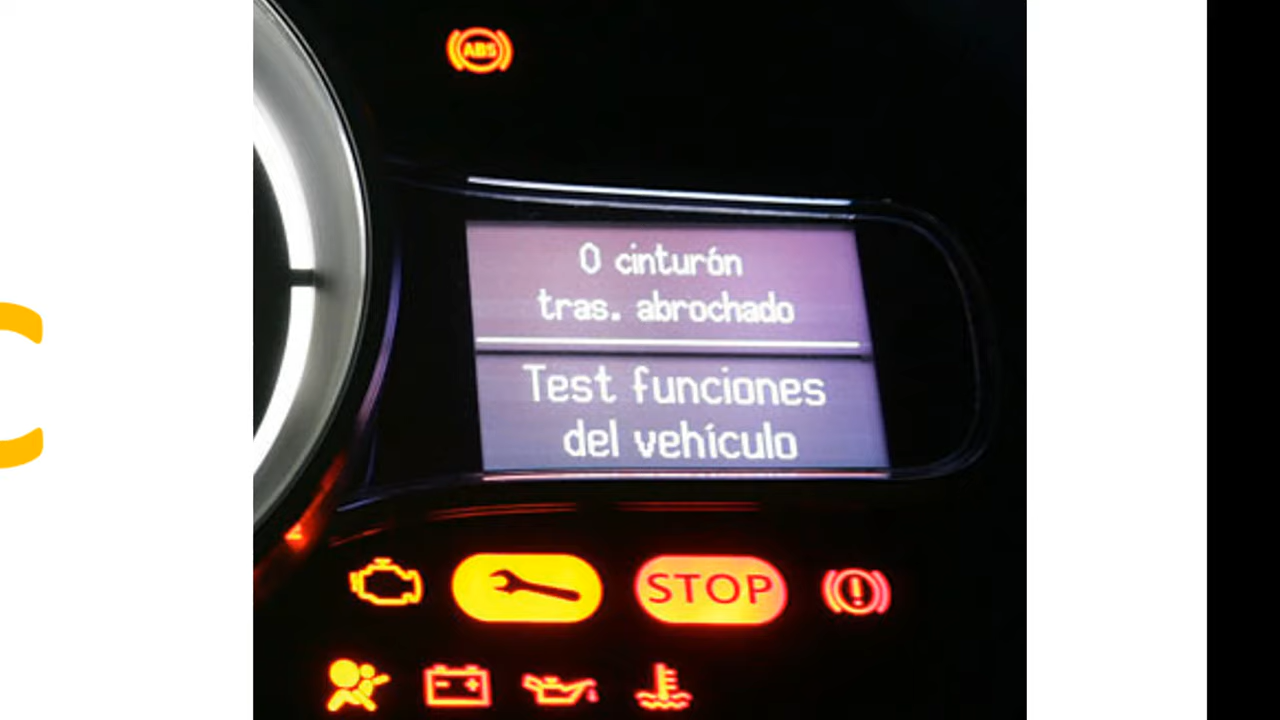 ABS
0 cinturón
tras. abrochado
Test funciones
del vehículo
STOP